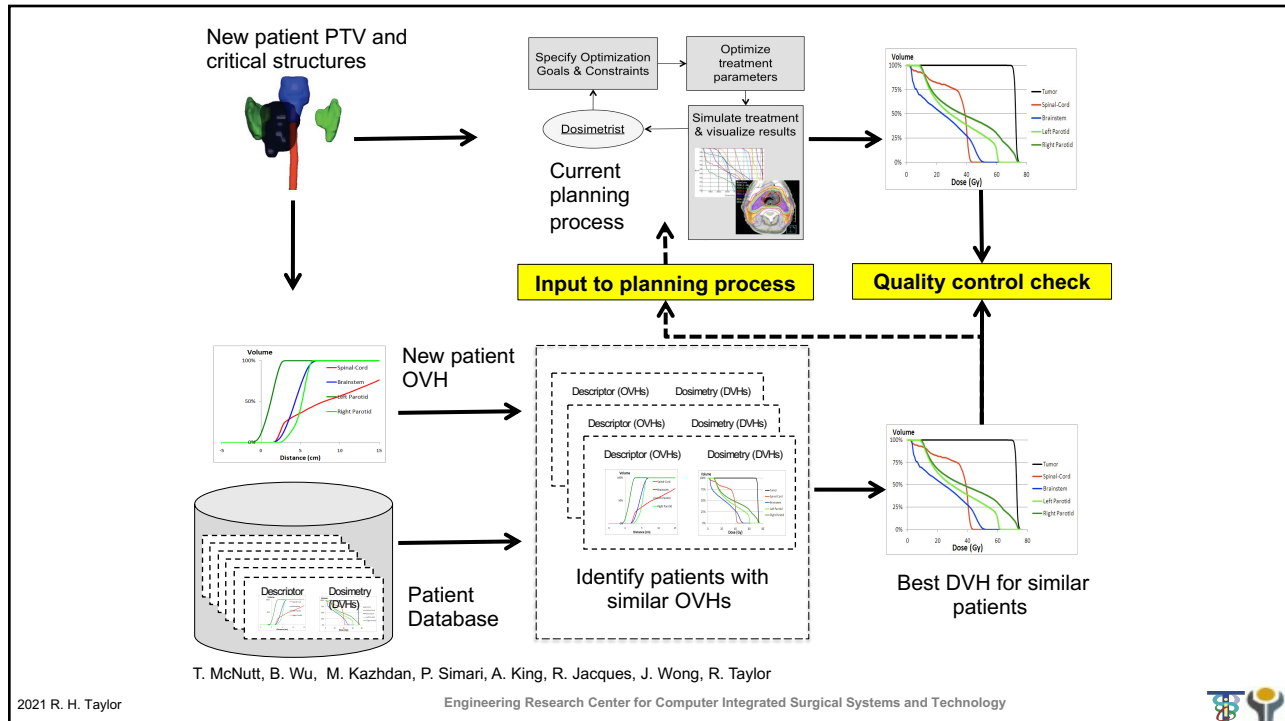 New patient PTV and
critical structures
Specify Optimization
Goals & Constraints
Optimize
treatment
parameters
Dosimetrist
Simulate treatment
& visualize results
Current
planning
process
Volume
100%
75%
50%
25%
0%
0
20
40
60
80
Dose (Gy)
Tumor
Spinal-Cord
Brainstem
Left Parotid
Right Parotid
Input to planning process
Quality control check
Volume
100%
50%
0%
-5
0
5
10
15
Distance (cm)
Spinal-Cord
Brainstem
Left Parotid
Right Parotid
New patient
OVH
Descriptor (OVHs)
Dosimetry (DVHs)
Descriptor (OVHs)
Dosimetry (DVHs)
Descriptor (OVHs)
Dosimetry (DVHs)
Identify patients with
similar OVHs
Volume
100%
75%
50%
25%
0%
0
20
40
60
80
Dose (Gy)
Tumor
Spinal-Cord
Brainstem
Left Parotid
Right Parotid
Best DVH for similar
patients
Descriptor
Dosimetry
(DVHs)
Patient
Database
T. McNutt, B. Wu, M. Kazhdan, P. Simari, A. King, R. Jacques, J. Wong, R. Taylor
2021 R. H. Taylor
Engineering Research Center for Computer Integrated Surgical Systems and Technology